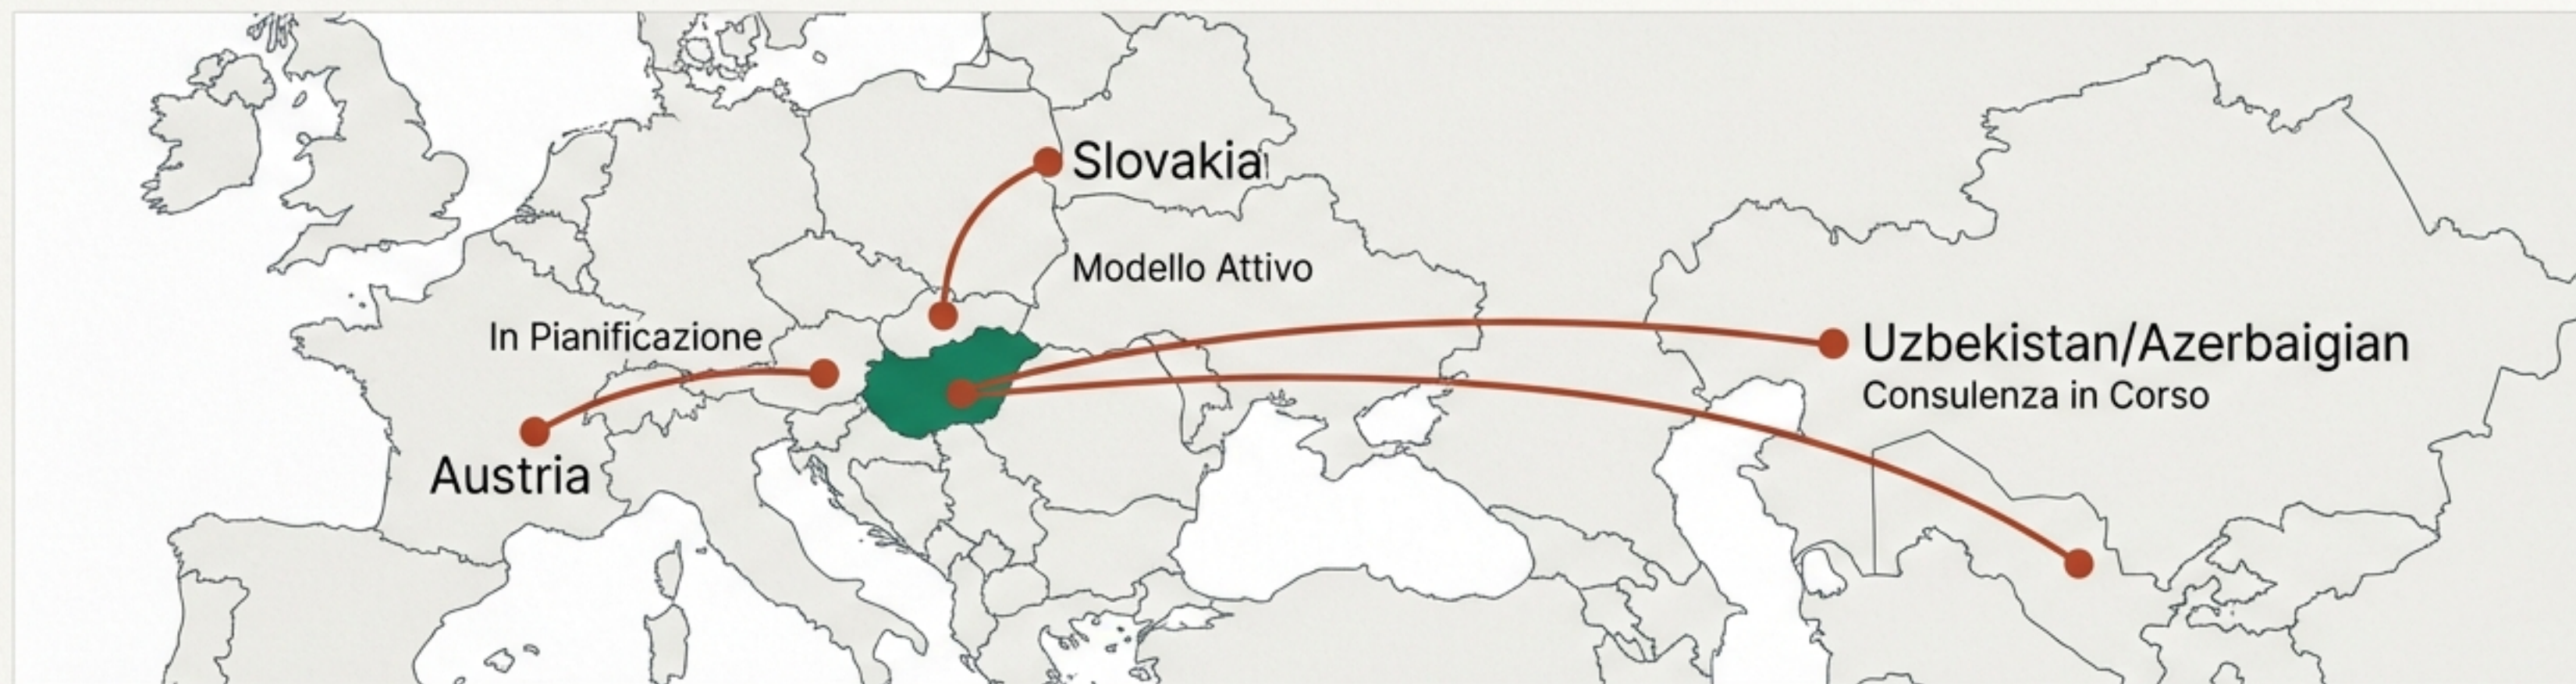 Slovakia
Modello Attivo
In Pianificazione
Austria
Uzbekistan/Azerbaigian
Consulenza in Corso